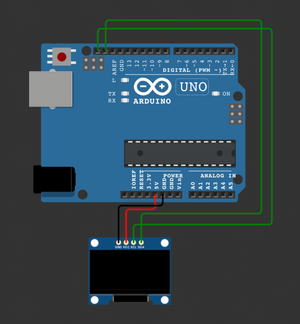 AREF
GND
13
12
~11
~10
~9
8
7
~6
~5
4
~3
2
TX→1
RX←0
DIGITAL (PWM ~)
L
TX
RX
UNO
ON
ARDUINO
IOREF
RESET
3.3V
5V
GND
GND
Vin
POWER
ANALOG IN
A0
A1
A2
A3
A4
A5
GND VCC SCL SDA